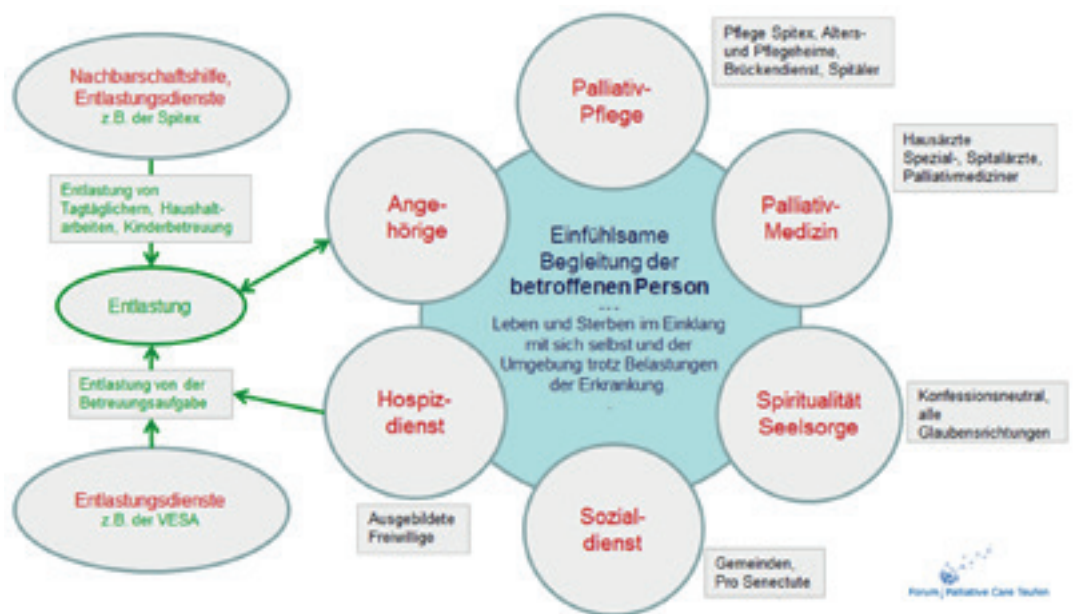 Nachbarschaftshilfe,
Entlastungsdienste
z.B. der Spitex
Entlastung von
Tagtäglichem, Haushalt-
arbeiten, Kinderbetreuung
Entlastung
Entlastung von der
Betreuungsaufgabe
Entlastungsdienste
z.B. der VESA
Ange-
hörige
Hospiz-
dienst
Ausgebildete
Freiwillige
Palliativ-
Pflege
Pflege Spitex, Alters-
und Pflegeheime,
Brückendienst, Spitäler
Palliativ-
Medizin
Hausärzte
Spezial-, Spitalärzte,
Palliativmediziner
Einfühlsame
Begleitung der
betroffenen Person
---
Leben und Sterben im Einklang
mit sich selbst und der
Umgebung trotz Belastungen
der Erkrankung
Spiritualität
Seelsorge
Konfessionsneutral,
alle
Glaubensrichtungen
Sozial-
dienst
Gemeinden,
Pro Senectute
Forum Palliative Care Teufen